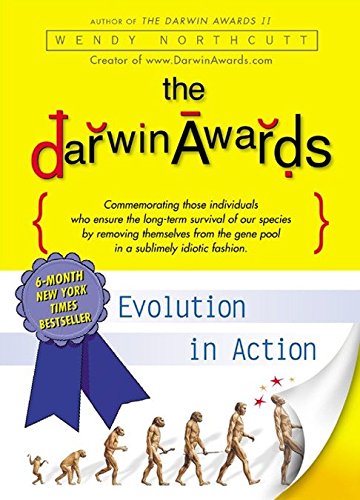 AUTHOR OF THE DARWIN AWARDS II
WENDY NORTHCUTT
Creator of www.DarwinAwards.com
the
darwin Awards
Commemorating those individuals
who ensure the long-term survival of our species
by removing themselves from the gene pool
in a sublimely idiotic fashion.
6-MONTH
NEW YORK
TIMES
BESTSELLER
Evolution
in Action